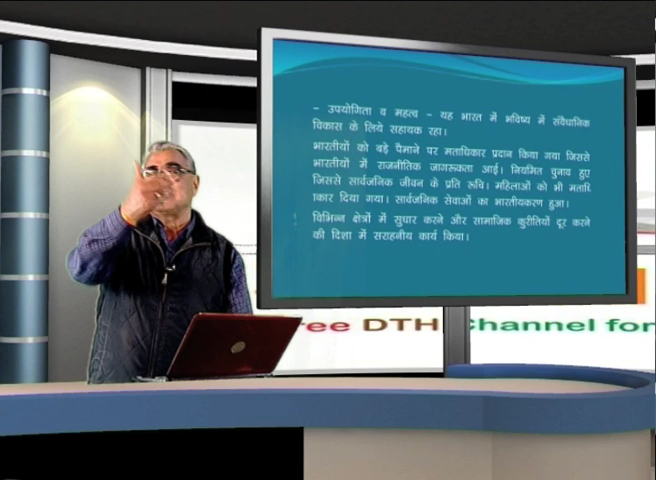 – उपयोगिता व महत्व – यह भारत में भविष्य में संवैधानिक
विकास के लिये सहायक रहा।
भारतीयों को बड़े पैमाने पर मताधिकार प्रदान किया गया जिससे
भारतीयों में राजनीतिक जागरूकता आई। नियमित चुनाव हुए
जिससे सार्वजनिक जीवन के प्रति रूचि। महिलाओं को भी मताधि
कार दिया गया। सार्वजनिक सेवाओं का भारतीयकरण हुआ।
विभिन्न क्षेत्रों में सुधार करने और सामाजिक कुरीतियों दूर करने
की दिशा में सराहनीय कार्य किया।
ree DTH channel for